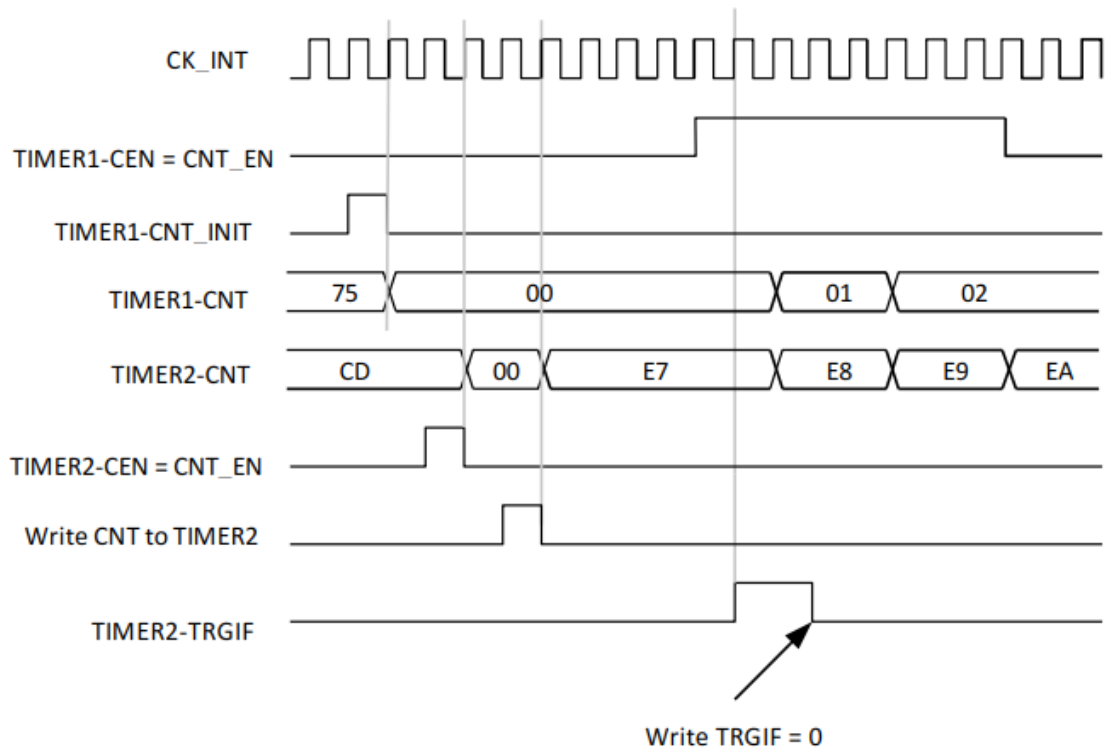 CK_INT
TIMER1-CEN = CNT_EN
TIMER1-CNT_INIT
TIMER1-CNT 75 00 01 02
TIMER2-CNT CD 00 E7 E8 E9 EA
TIMER2-CEN = CNT_EN
Write CNT to TIMER2
TIMER2-TRGIF
Write TRGIF = 0